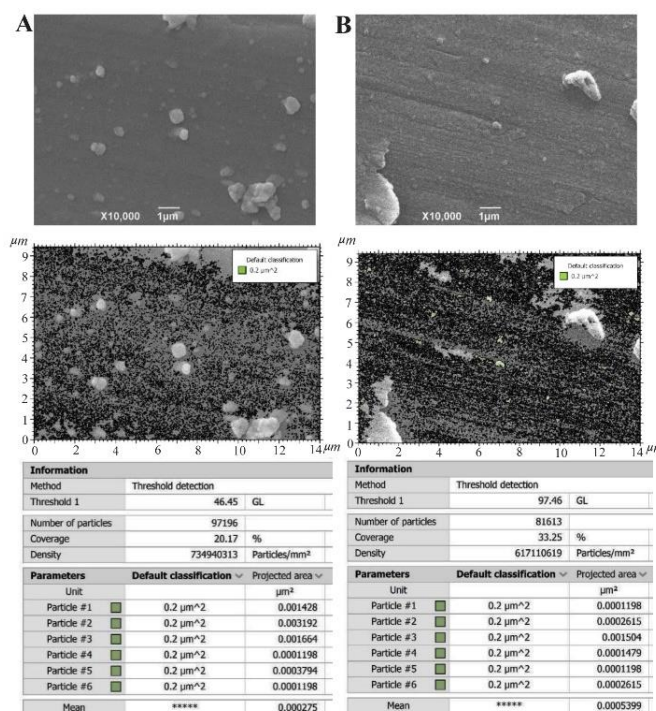 A
X10,000 1μm
B
X10,000 1μm
μm
9
8
7
6
5
4
3
2
1
0
0 2 4 6 8 10 12 14 μm
Default classification
0.2 μm^2
μm
9
8
7
6
5
4
3
2
1
0
0 2 4 6 8 10 12 14 μm
Default classification
0.2 μm^2
Information
Method Threshold detection
Threshold 1 46.45 GL
Number of particles 97196
Coverage 20.17 %
Density 734940313 Particles/mm²
Parameters Default classification Projected area
Unit μm²
Particle #1 0.2 μm^2 0.001428
Particle #2 0.2 μm^2 0.003192
Particle #3 0.2 μm^2 0.001664
Particle #4 0.2 μm^2 0.0001198
Particle #5 0.2 μm^2 0.0003794
Particle #6 0.2 μm^2 0.0001198
Mean ***** 0.000275
Information
Method Threshold detection
Threshold 1 97.46 GL
Number of particles 81613
Coverage 33.25 %
Density 617110619 Particles/mm²
Parameters Default classification Projected area
Unit μm²
Particle #1 0.2 μm^2 0.0001198
Particle #2 0.2 μm^2 0.0002615
Particle #3 0.2 μm^2 0.001504
Particle #4 0.2 μm^2 0.0001479
Particle #5 0.2 μm^2 0.0001198
Particle #6 0.2 μm^2 0.0002615
Mean ***** 0.0005399